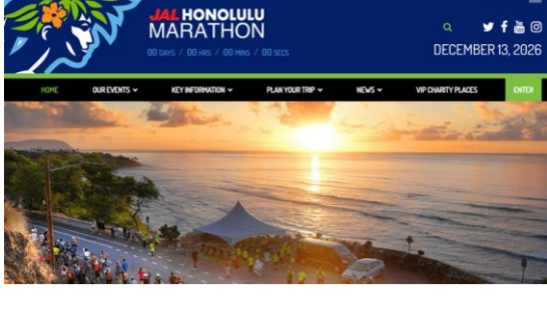 JAL HONOLULU
MARATHON
00 DAYS / 00 HRS / 00 MINS / 00 SECS
DECEMBER 13, 2026
HOME OUR EVENTS KEY INFORMATION PLAN YOUR TRIP NEWS VIP CHARITY PLACES ENTER